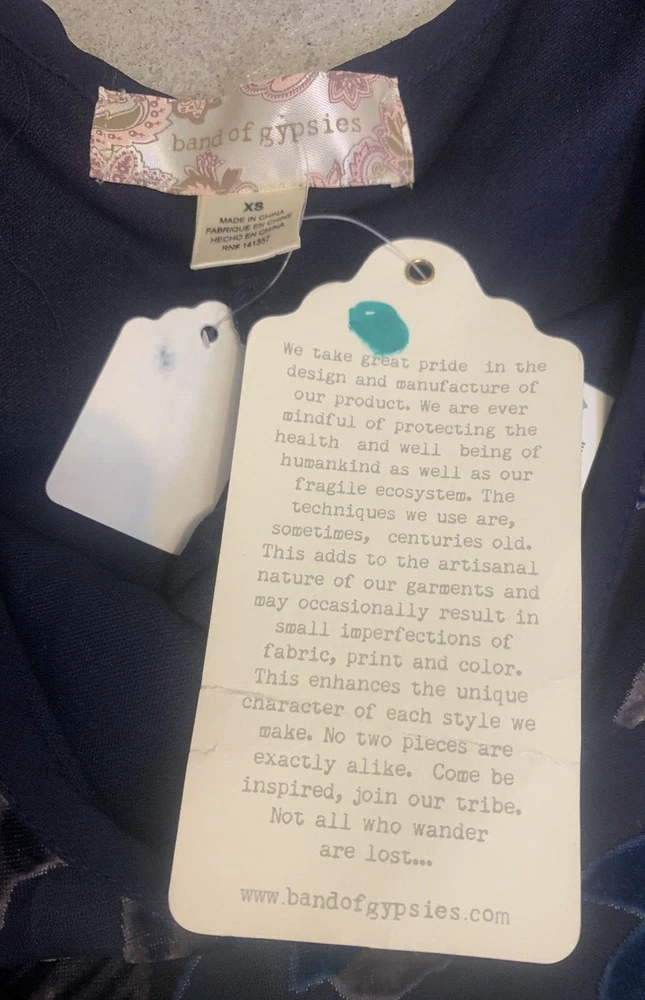 band of gypsies
XS
MADE IN CHINA
FABRIQUE EN CHINE
HECHO EN CHINA
RN# 141357
We take great pride in the
design and manufacture of
our product. We are ever
mindful of protecting the
health and well being of
humankind as well as our
fragile ecosystem. The
techniques we use are,
sometimes, centuries old.
This adds to the artisanal
nature of our garments and
may occasionally result in
small imperfections of
fabric, print and color.
This enhances the unique
character of each style we
make. No two pieces are
exactly alike. Come be
inspired, join our tribe.
Not all who wander
are lost...
www.bandofgypsies.com